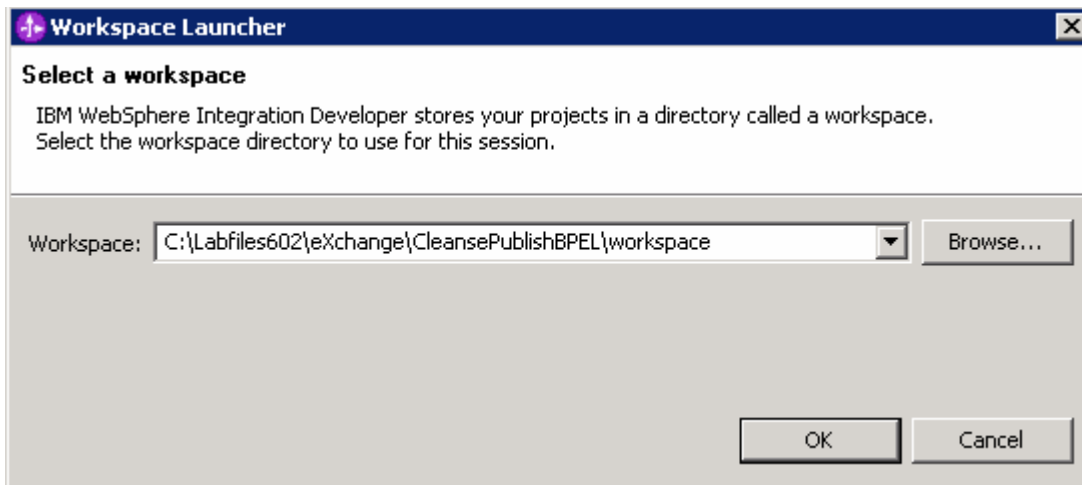 Workspace Launcher
Select a workspace
IBM WebSphere Integration Developer stores your projects in a directory called a workspace.
Select the workspace directory to use for this session.
Workspace: C:\Labfiles602\eXchange\CleansePublishBPEL\workspace Browse...
OK Cancel